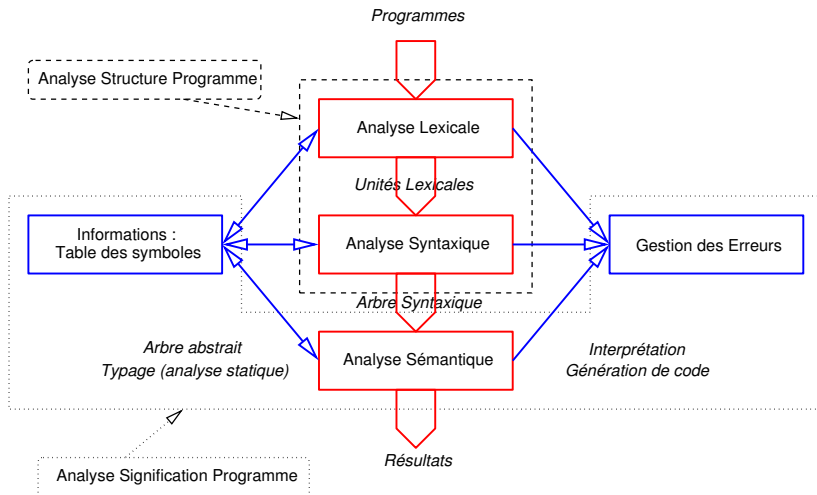 Programmes
Analyse Structure Programme
Analyse Lexicale
Unités Lexicales
Informations :
Table des symboles
Analyse Syntaxique
Gestion des Erreurs
Arbre Syntaxique
Arbre abstrait
Typage (analyse statique)
Analyse Sémantique
Interprétation
Génération de code
Résultats
Analyse Signification Programme